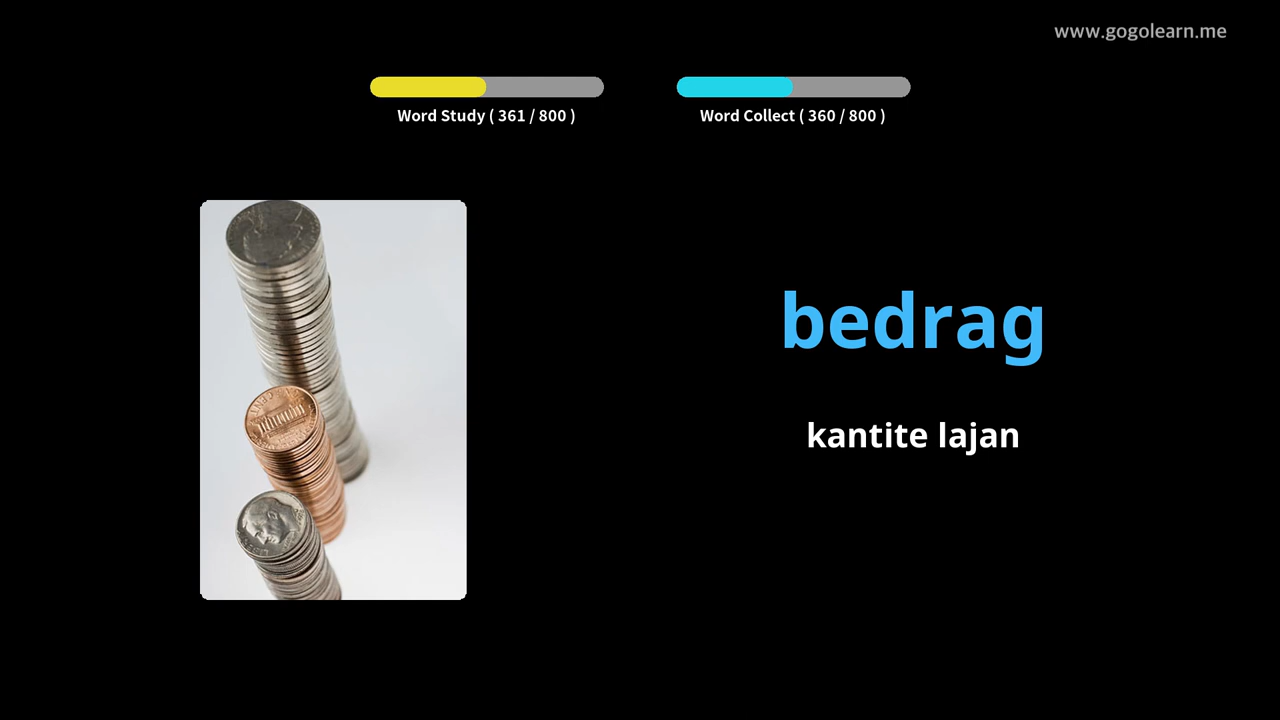 www.gogolearn.me
Word Study ( 361 / 800 )
Word Collect ( 360 / 800 )
bedrag
kantite lajan